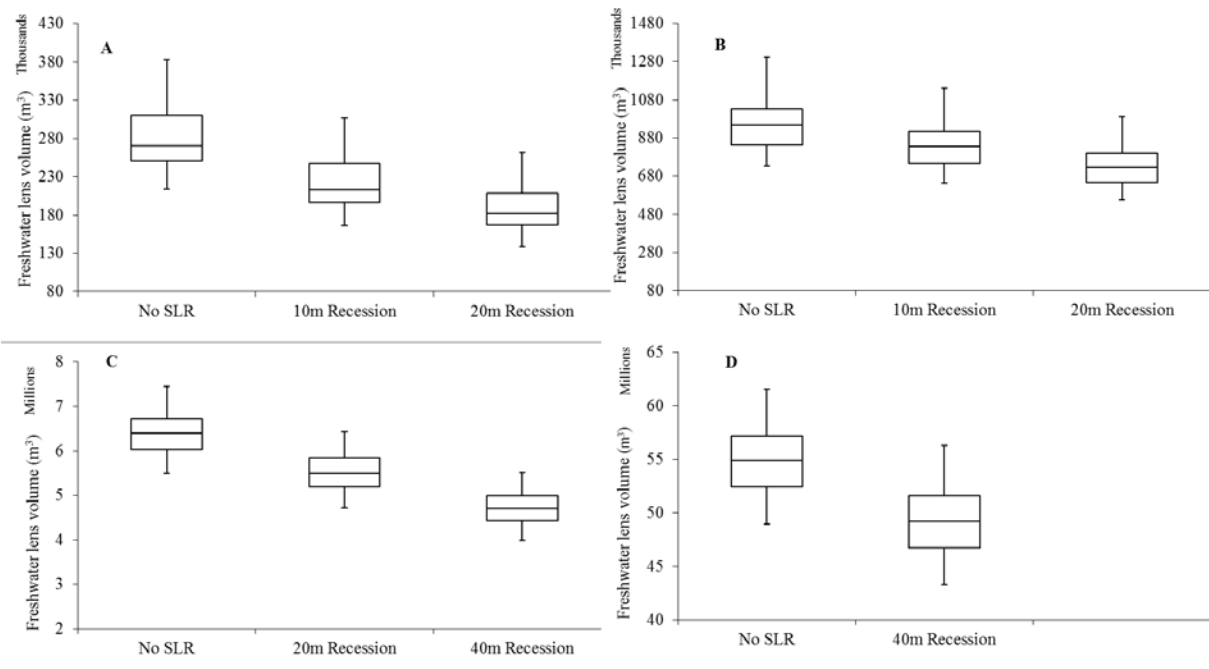 A
Thousands
Freshwater lens volume (m³)
430
380
330
280
230
180
130
80
No SLR 10m Recession 20m Recession
B
Thousands
Freshwater lens volume (m³)
1480
1280
1080
880
680
480
280
80
No SLR 10m Recession 20m Recession
C
Millions
Freshwater lens volume (m³)
8
7
6
5
4
3
2
No SLR 20m Recession 40m Recession
D
Millions
Freshwater lens volume (m³)
65
60
55
50
45
40
No SLR 40m Recession